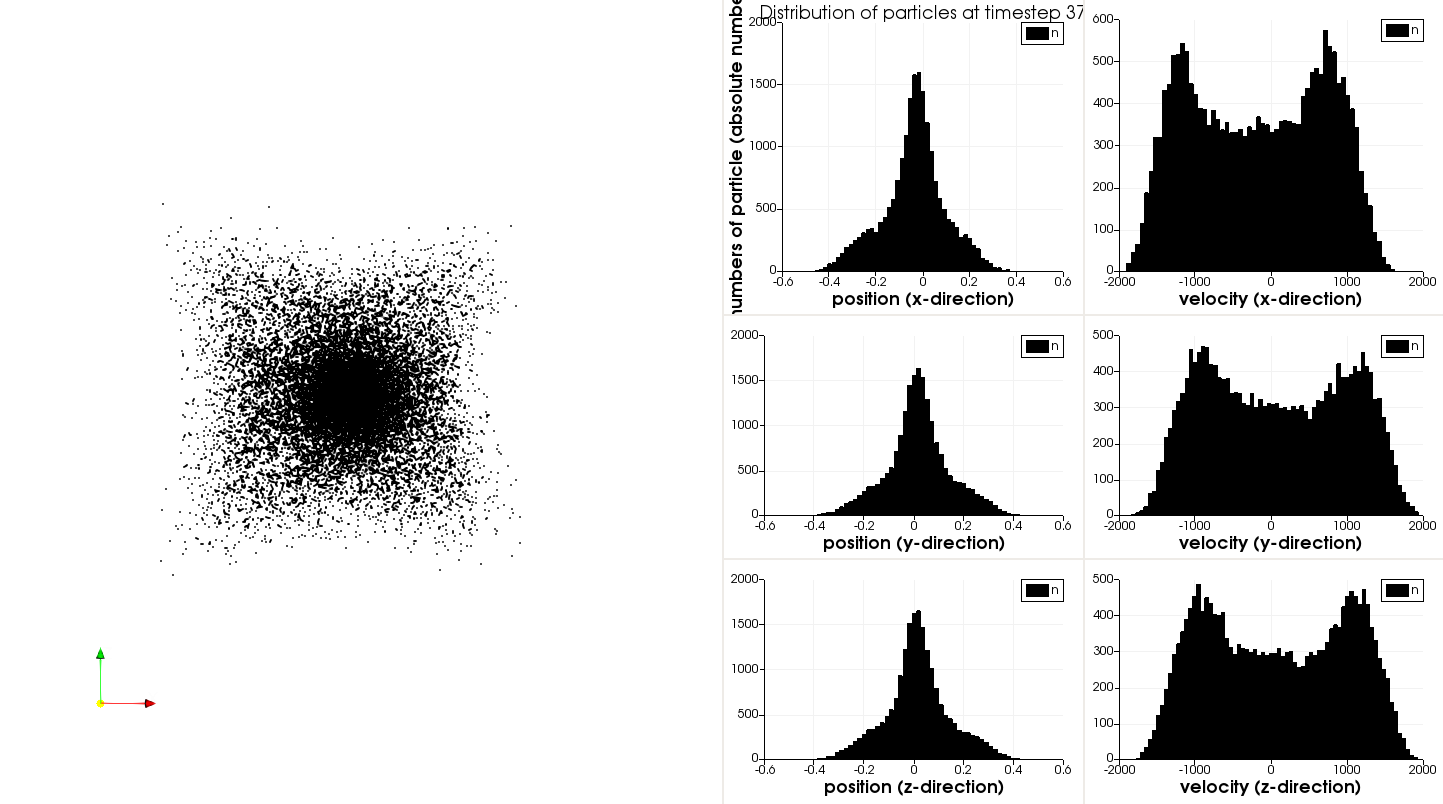 Distribution of particles at timestep 37
numbers of particle (absolute numbe
2000
1500
1000
500
0
-0.6 -0.4 -0.2 0 0.2 0.4 0.6
position (x-direction)
n
600
500
400
300
200
100
0
-2000 -1000 0 1000 2000
velocity (x-direction)
n
2000
1500
1000
500
0
-0.6 -0.4 -0.2 0 0.2 0.4 0.6
position (y-direction)
n
500
400
300
200
100
0
-2000 -1000 0 1000 2000
velocity (y-direction)
n
2000
1500
1000
500
0
-0.6 -0.4 -0.2 0 0.2 0.4 0.6
position (z-direction)
n
500
400
300
200
100
0
-2000 -1000 0 1000 2000
velocity (z-direction)
n